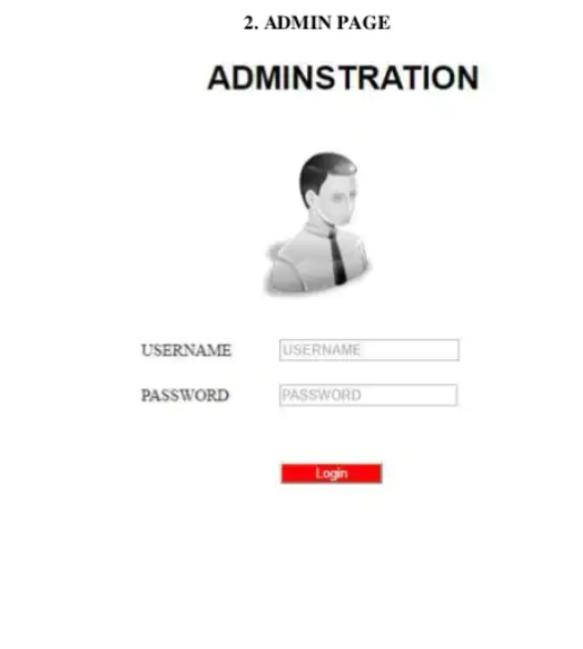 2. ADMIN PAGE
ADMINSTRATION
USERNAME USERNAME
PASSWORD PASSWORD
Login